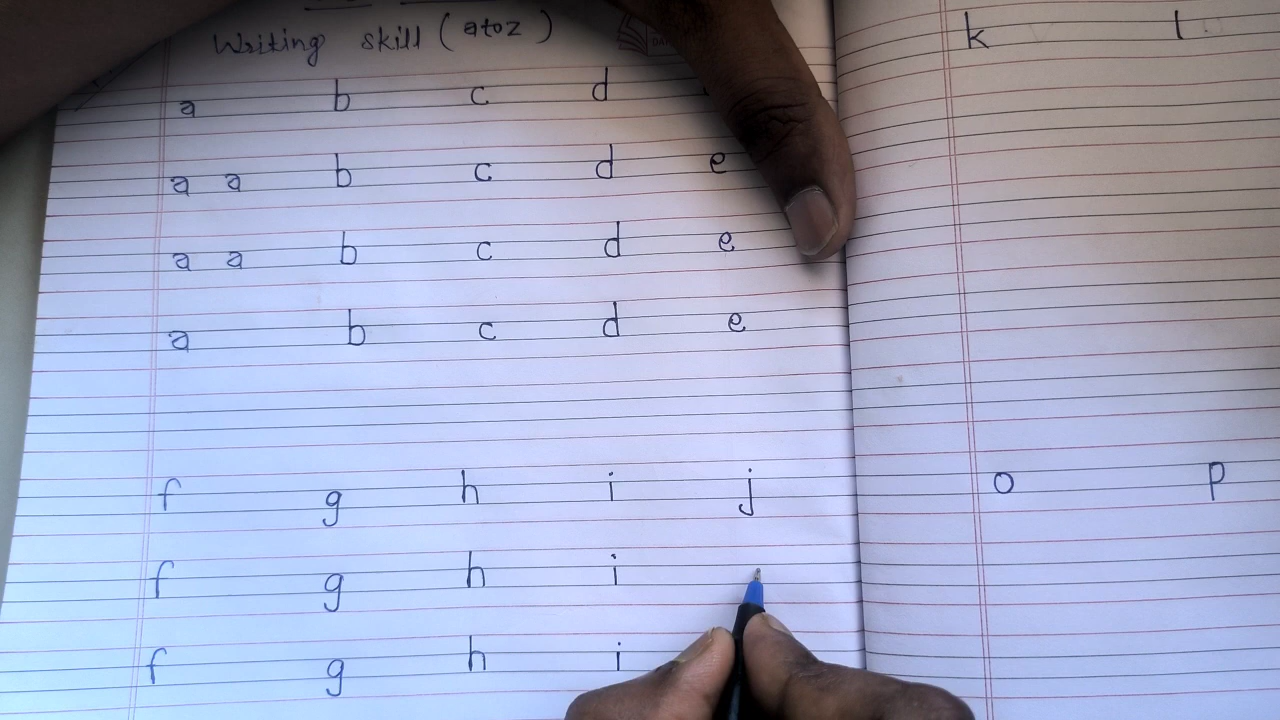 Writing skill (a to z)
a b c d
a a b c d e
a a b c d e
a b c d e
f g h i j
f g h i
f g h i
k l
o p